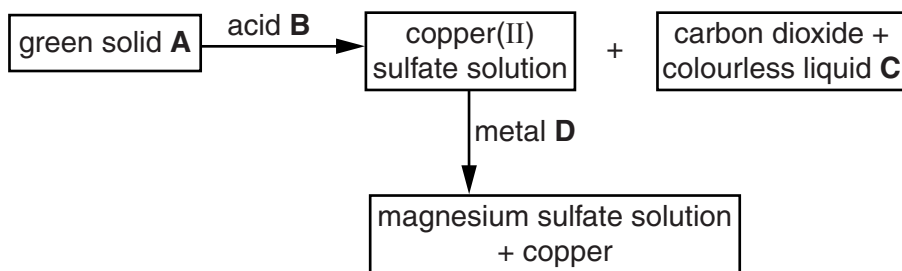 green solid A
acid B
copper(II)
sulfate solution
+
carbon dioxide +
colourless liquid C
metal D
magnesium sulfate solution
+ copper